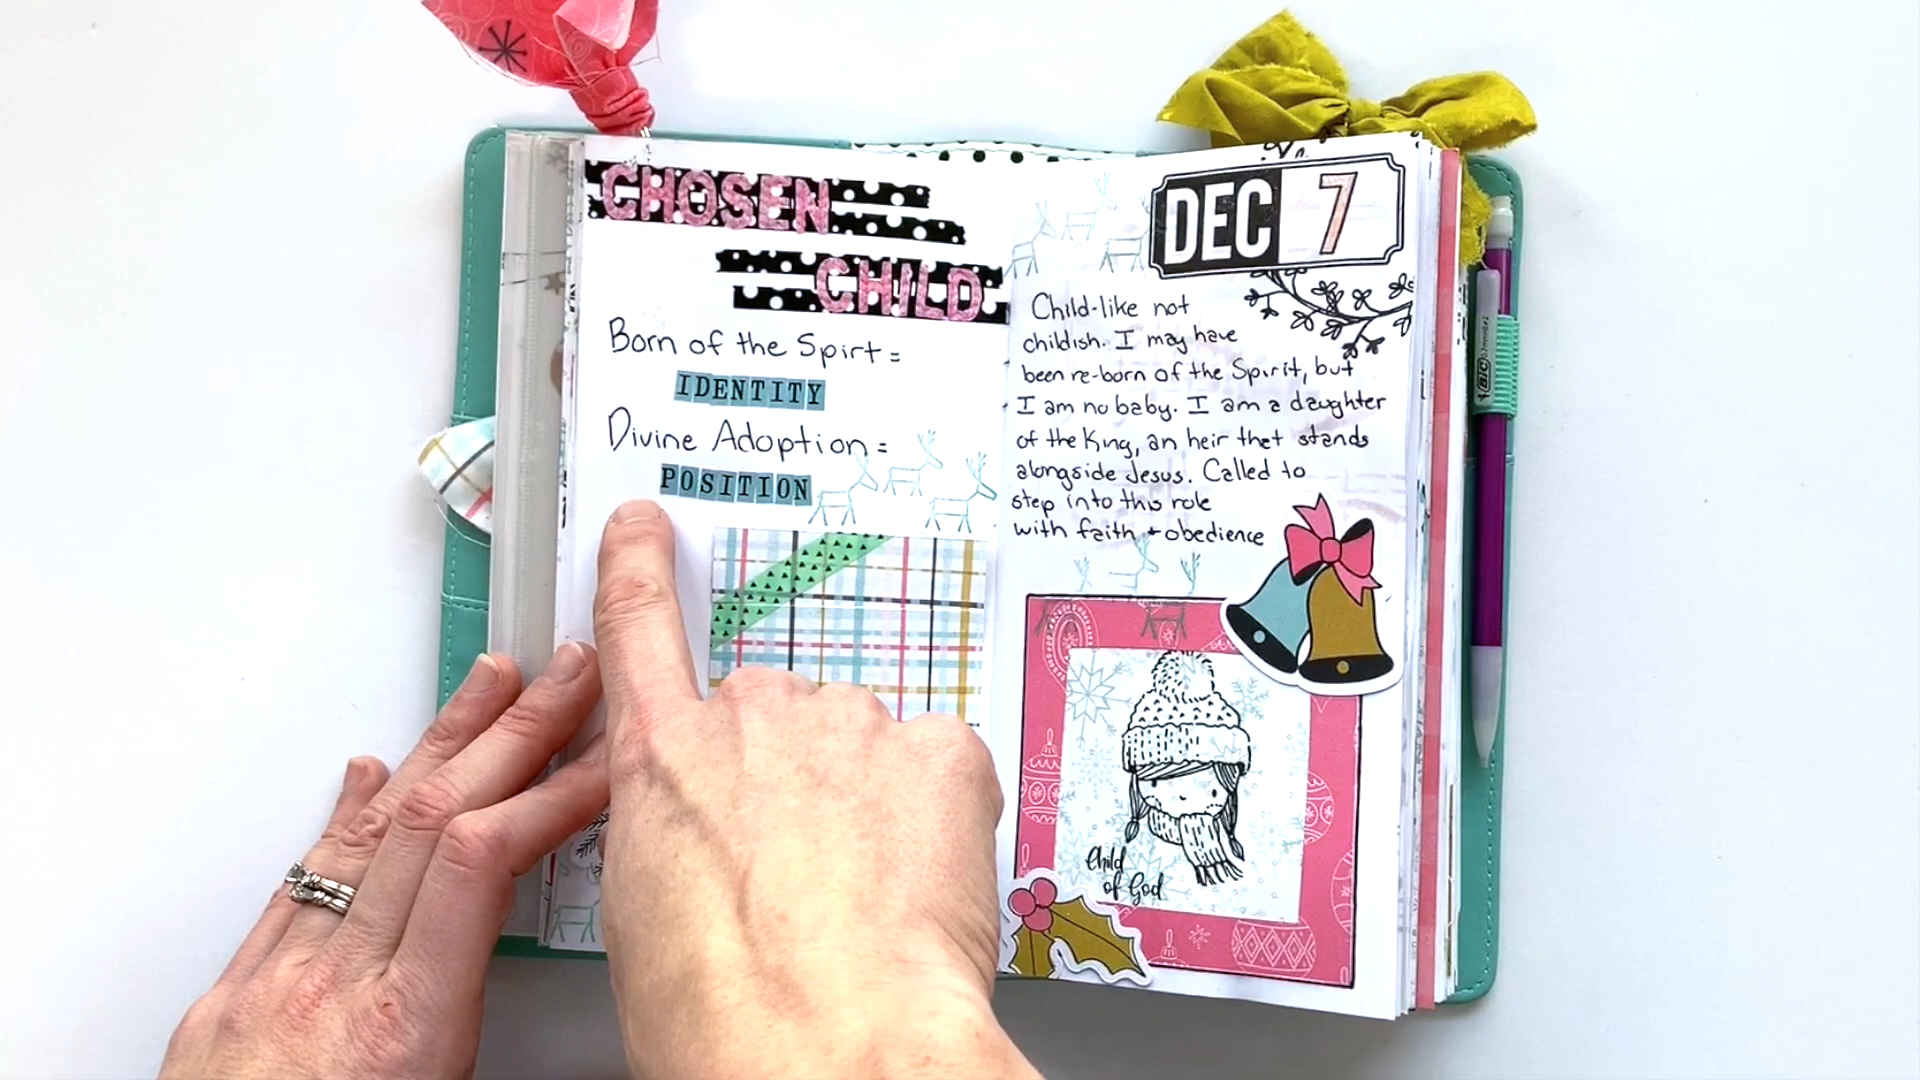 CHOSEN
CHILD
Born of the Spirt =
IDENTITY
Divine Adoption =
POSITION
DEC 7
Child-like not
childish. I may have
been re-born of the Spirit, but
I am no baby. I am a daughter
of the King, an heir that stands
alongside Jesus. Called to
step into this role
with faith + obedience
Child
of God
BIC